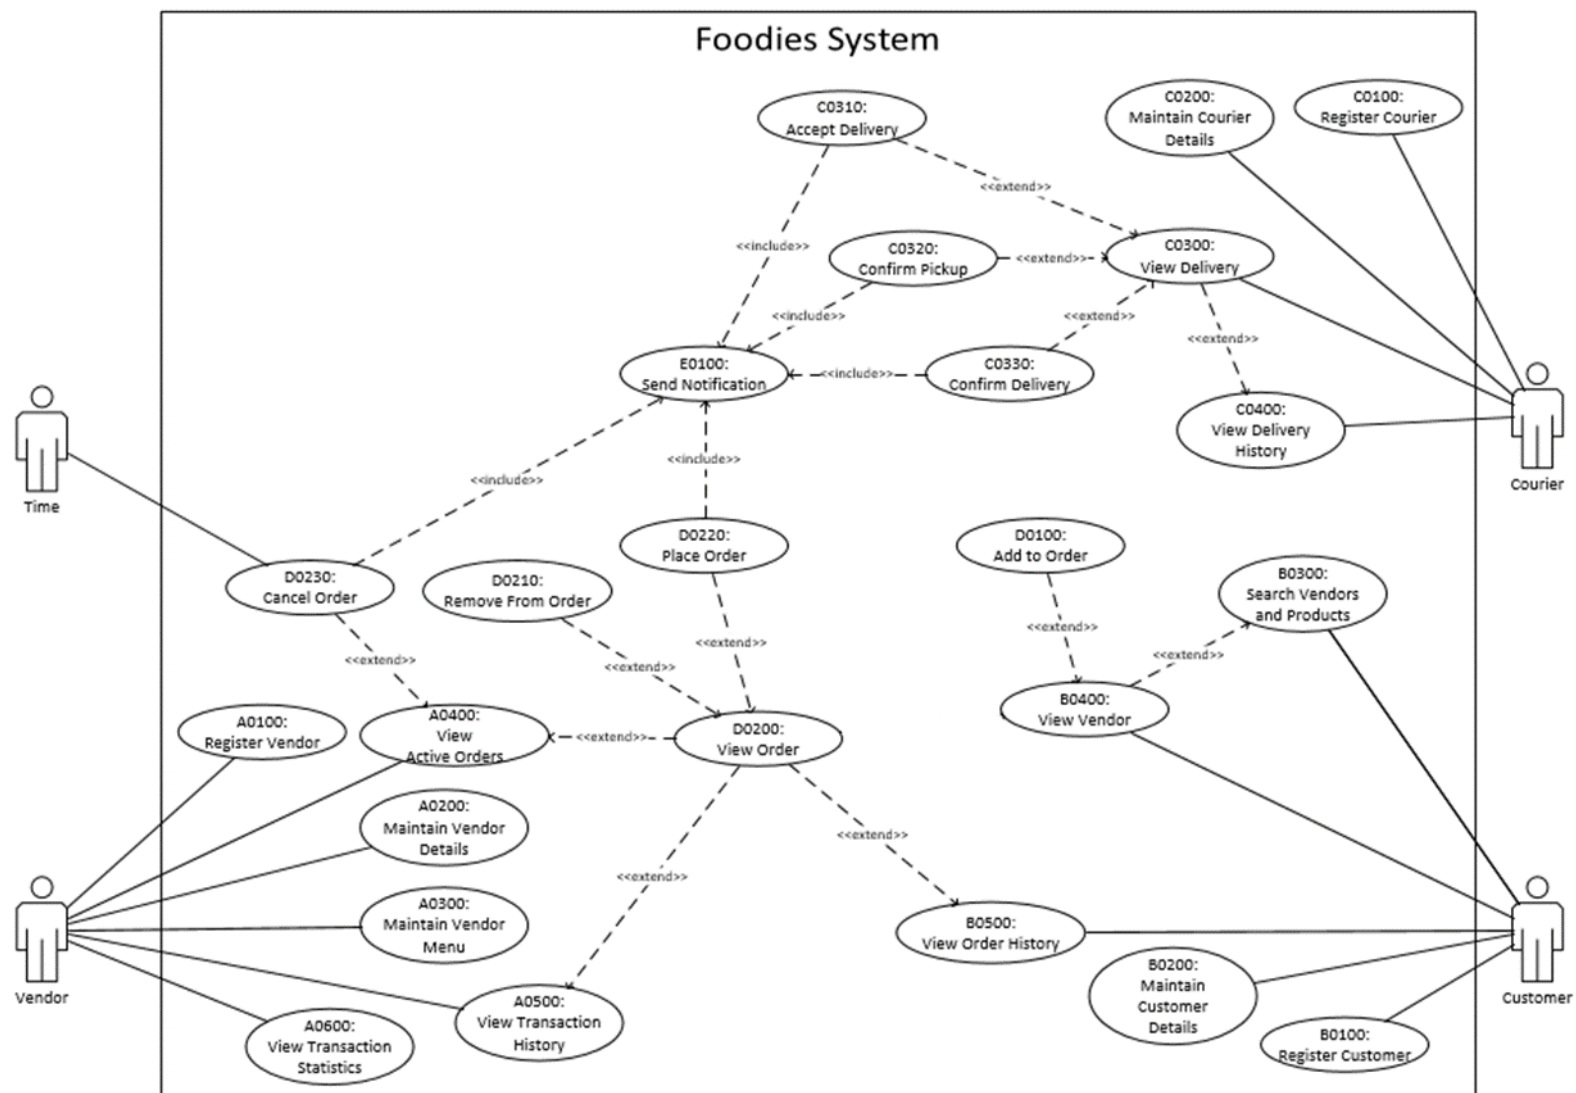 Foodies System
C0310:
Accept Delivery
C0200:
Maintain Courier
Details
C0100:
Register Courier
<<extend>>
<<include>>
C0320:
Confirm Pickup
<<extend>>
C0300:
View Delivery
<<include>>
<<extend>>
<<extend>>
E0100:
Send Notification
<<include>>
C0330:
Confirm Delivery
C0400:
View Delivery
History
Courier
Time
<<include>>
<<include>>
D0220:
Place Order
D0100:
Add to Order
D0230:
Cancel Order
D0210:
Remove From Order
B0300:
Search Vendors
and Products
<<extend>>
<<extend>>
<<extend>>
<<extend>>
<<extend>>
A0100:
Register Vendor
A0400:
View
Active Orders
<<extend>>
D0200:
View Order
B0400:
View Vendor
A0200:
Maintain Vendor
Details
<<extend>>
<<extend>>
A0300:
Maintain Vendor
Menu
B0500:
View Order History
Vendor
Customer
A0500:
View Transaction
History
B0200:
Maintain
Customer
Details
A0600:
View Transaction
Statistics
B0100:
Register Customer